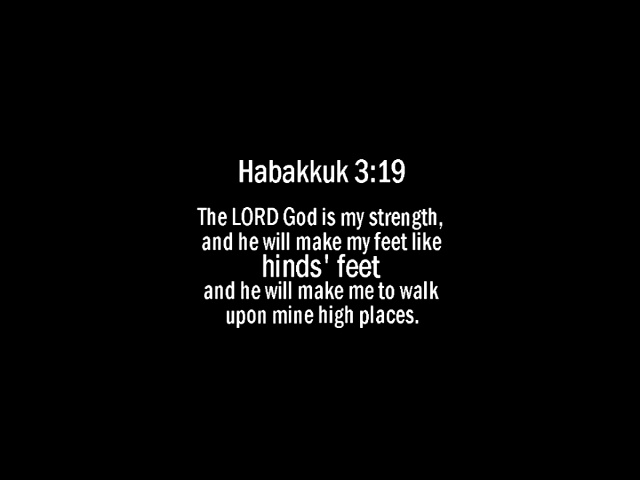 Habakkuk 3:19
The LORD God is my strength,
and he will make my feet like
hinds' feet
and he will make me to walk
upon mine high places.